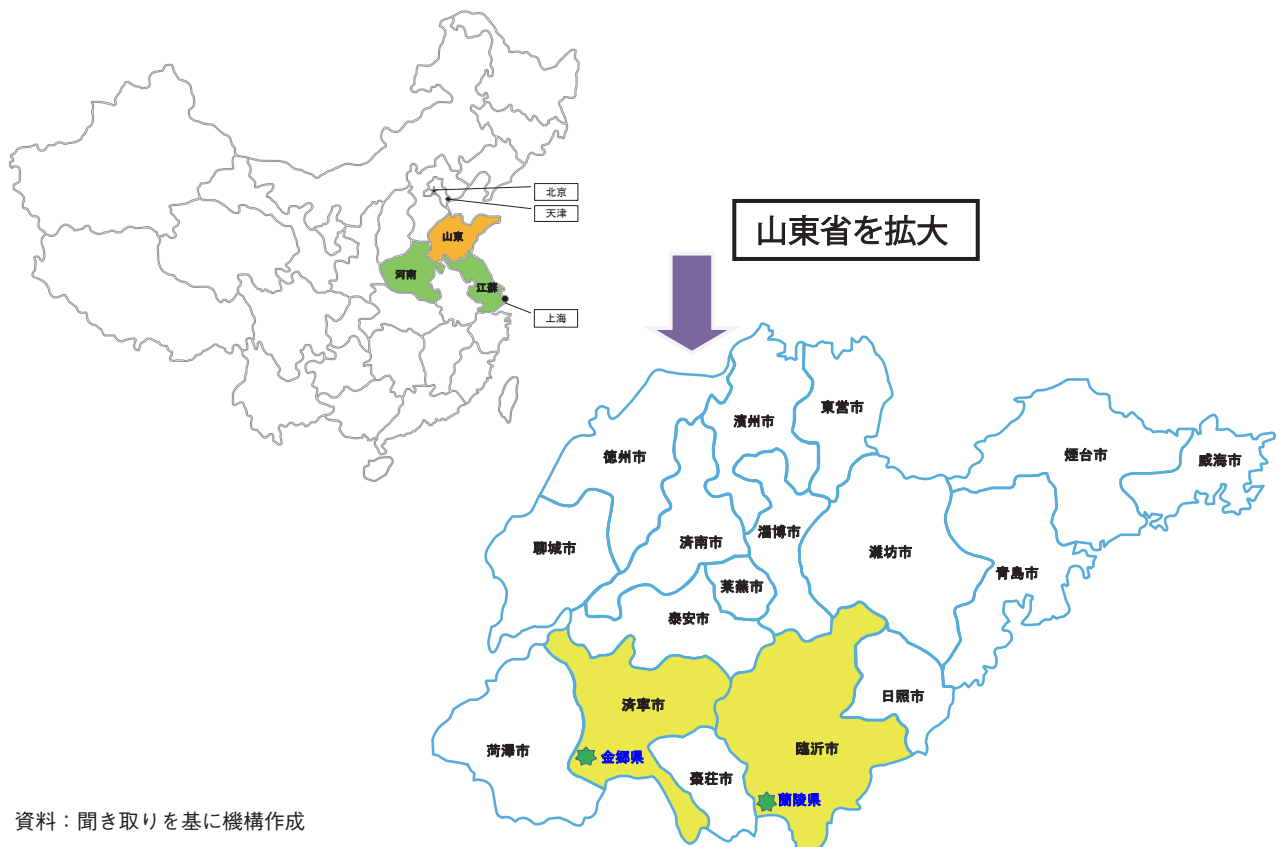 北京
天津
山東
河南
江蘇
上海
山東省を拡大
東営市
濱州市
徳州市
煙台市
威海市
淄博市
済南市
聊城市
濰坊市
青島市
莱蕪市
泰安市
日照市
済寧市
臨沂市
菏澤市
金郷県
棗荘市
蘭陵県
資料：聞き取りを基に機構作成